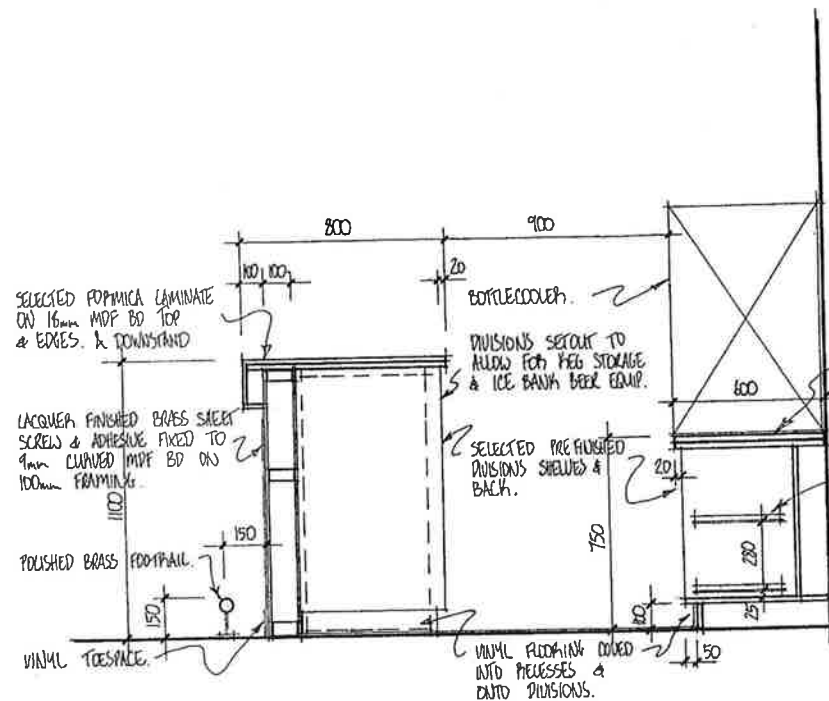 800
900
100
100
20
SELECTED FORMICA LAMINATE
ON 18mm MDF BD TOP
& EDGES. & DOWNSTAND
BOTTLECOOLER.
DIVISIONS SETOUT TO
ALLOW FOR KEG STORAGE
& ICE BANK BEER EQUIP.
600
LACQUER FINISHED BRASS SHEET
SCREW & ADHESIVE FIXED TO
9mm CURVED MDF BD ON
100mm FRAMING.
SELECTED PREFINISHED
DIVISIONS SHELVES &
BACK.
20
1100
150
750
280
POLISHED BRASS FOOTRAIL.
150
100
25
VINYL TOESPACE.
VINYL FLOORING COVED
INTO RECESSES &
ONTO DIVISIONS.
50